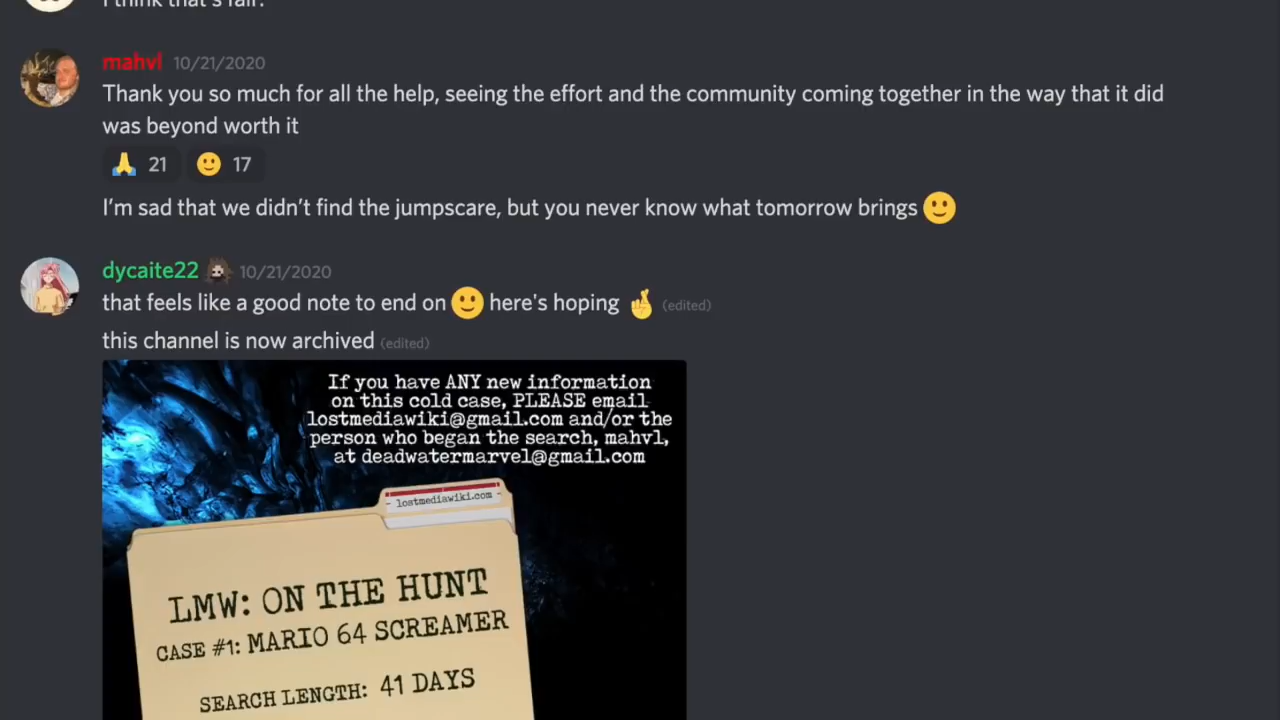 I think that's fair.
mahvl 10/21/2020
Thank you so much for all the help, seeing the effort and the community coming together in the way that it did
was beyond worth it
21 17
I'm sad that we didn't find the jumpscare, but you never know what tomorrow brings
dycaite22 10/21/2020
that feels like a good note to end on here's hoping (edited)
this channel is now archived (edited)
If you have ANY new information
on this cold case, PLEASE email
lostmediawiki@gmail.com and/or the
person who began the search, mahvl,
at deadwatermarvel@gmail.com
- lostmediawiki.com -
LMW: ON THE HUNT
CASE #1: MARIO 64 SCREAMER
SEARCH LENGTH: 41 DAYS